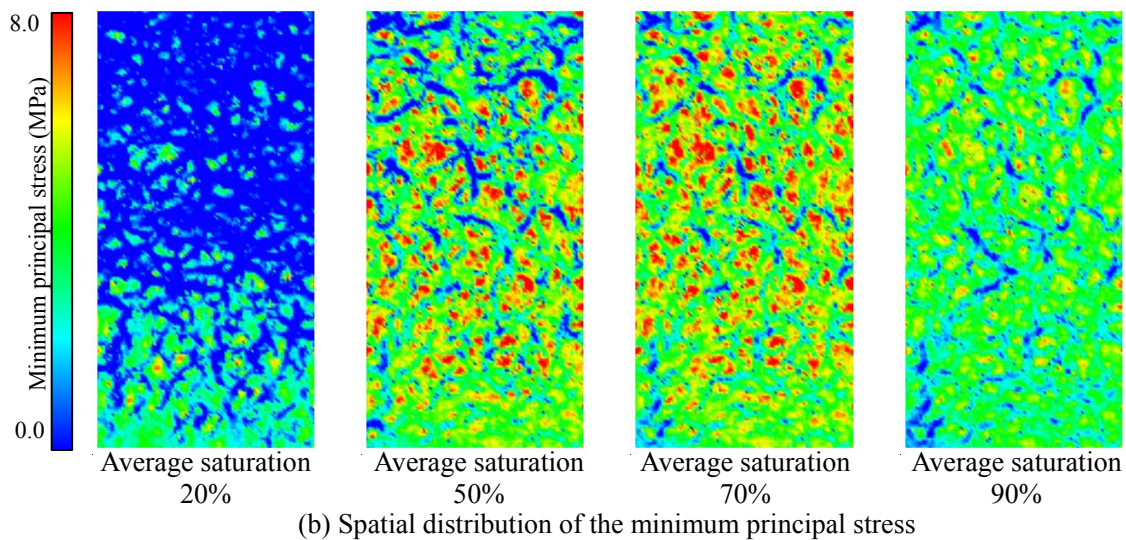 8.0
Minimum principal stress (MPa)
0.0
Average saturation
20%
Average saturation
50%
Average saturation
70%
Average saturation
90%
(b) Spatial distribution of the minimum principal stress